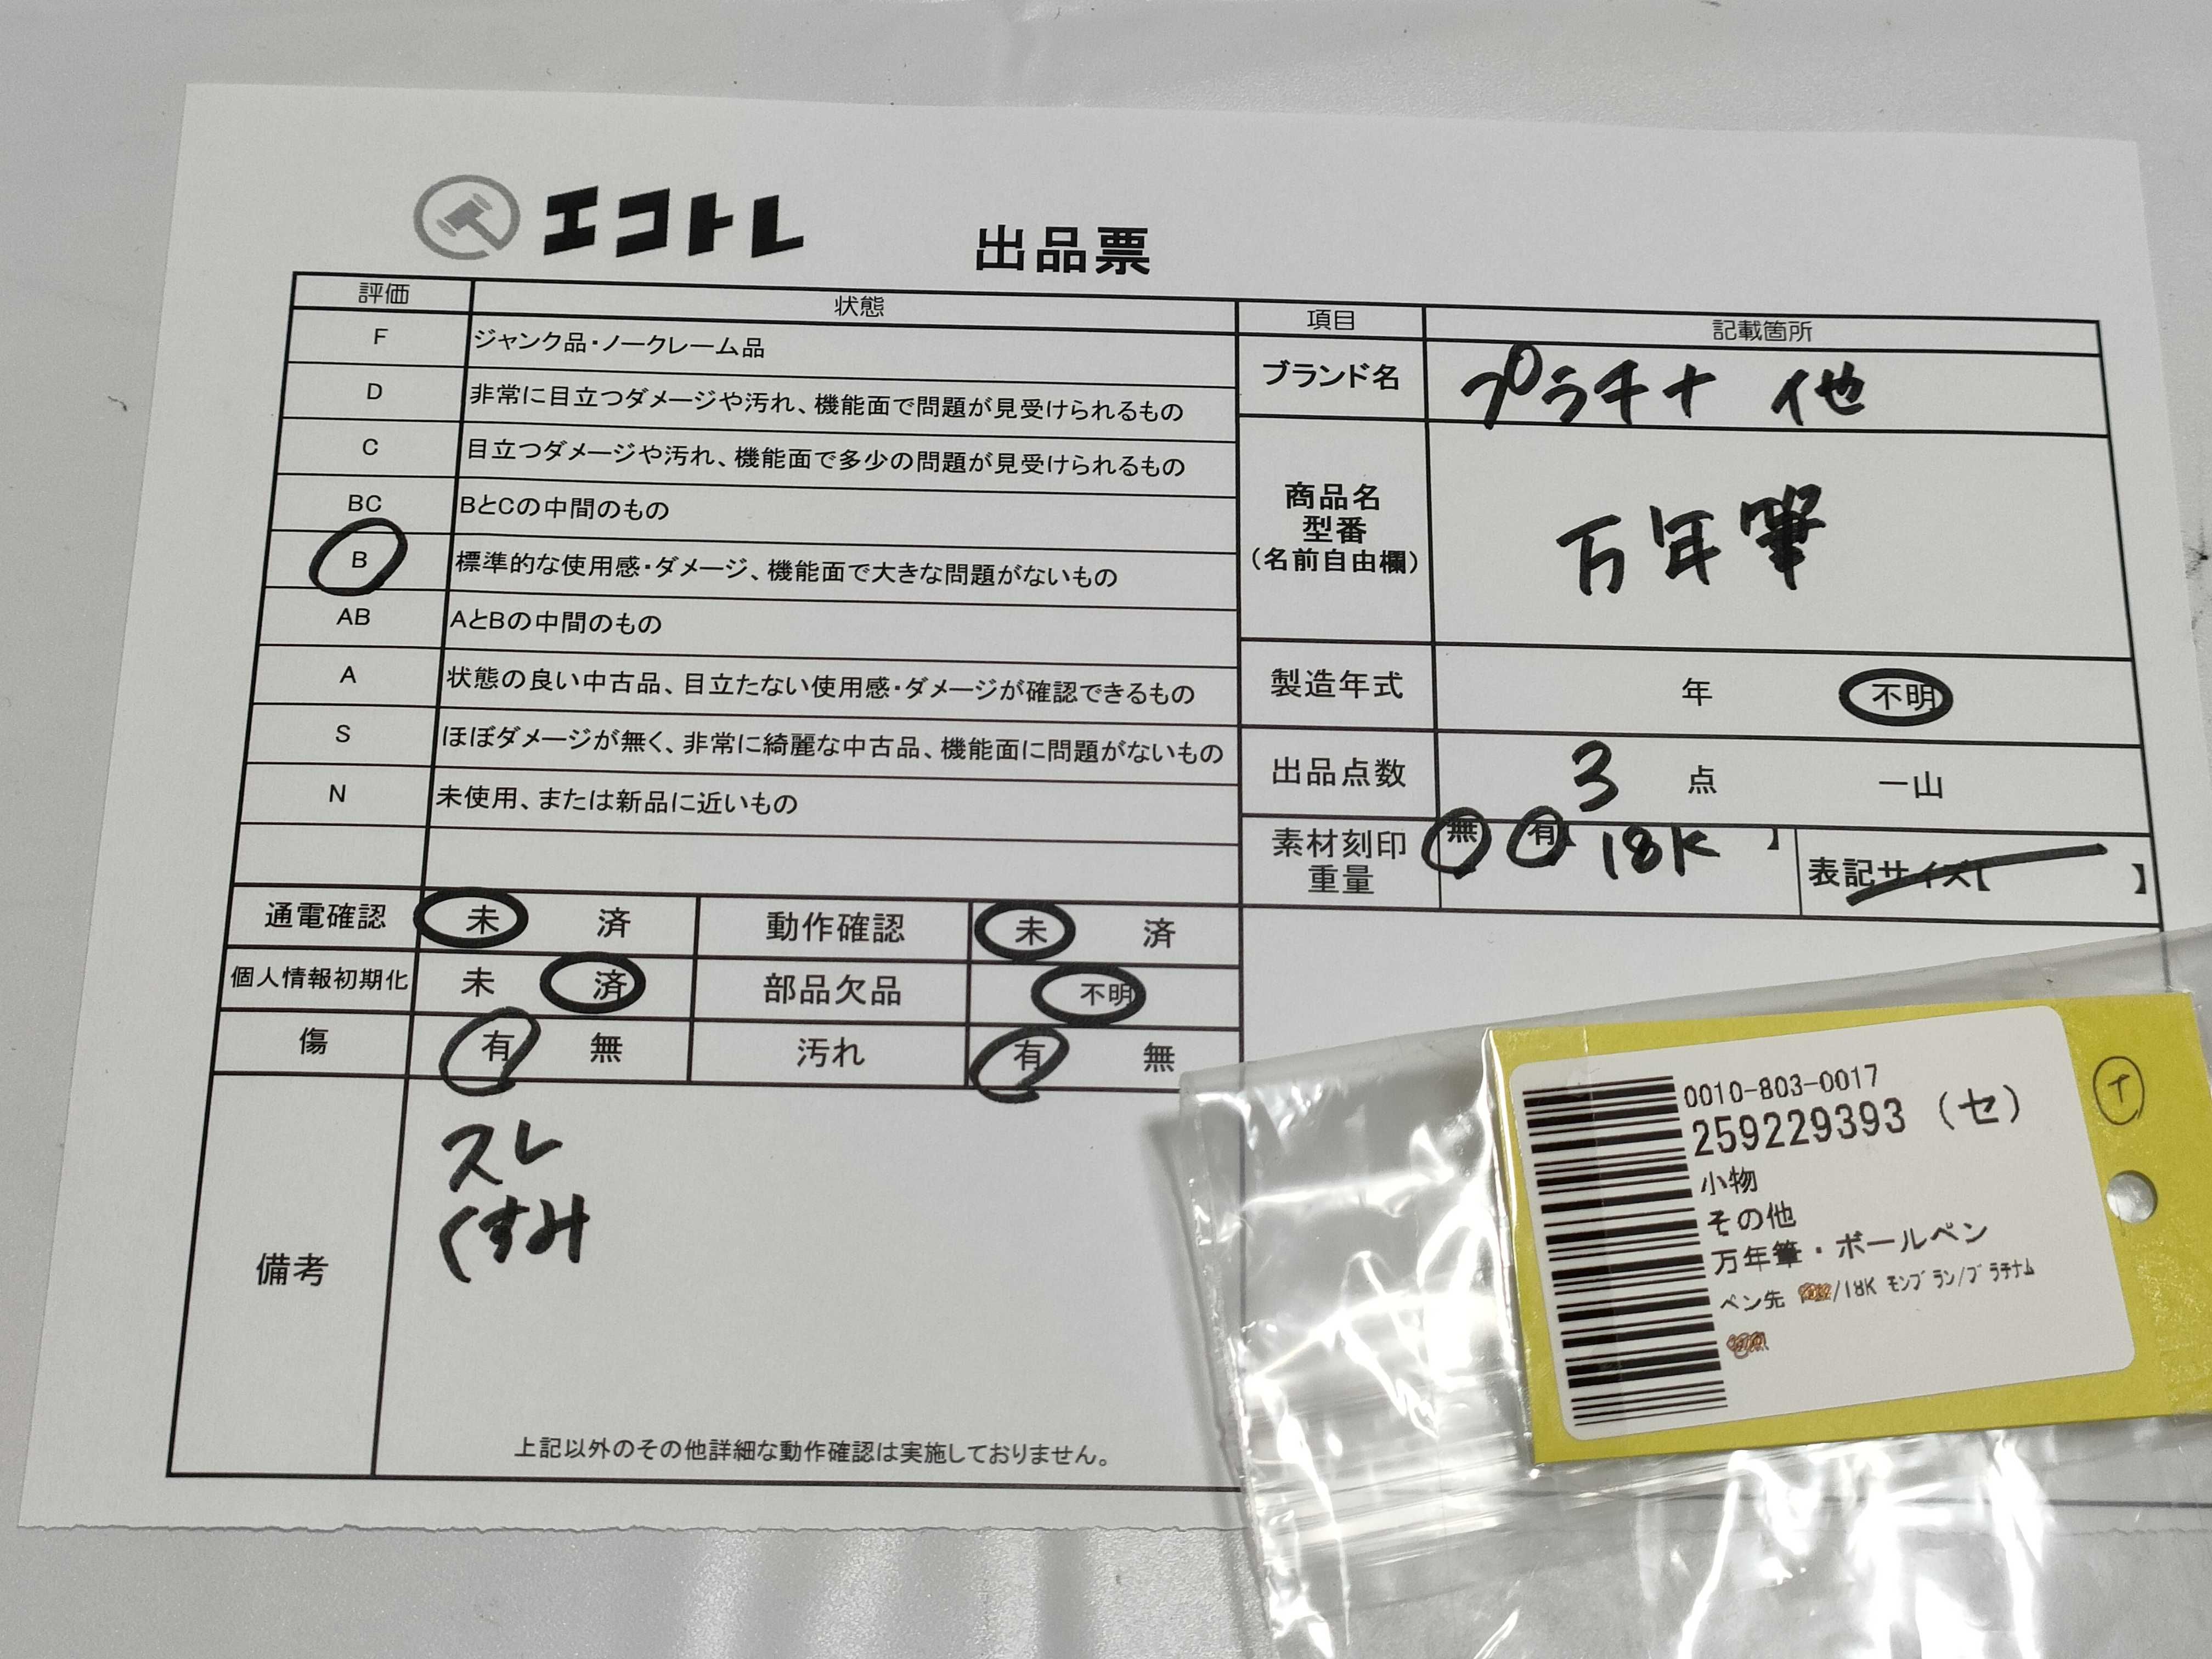 エコトレ
出品票
評価 状態
F ジャンク品・ノークレーム品
D 非常に目立つダメージや汚れ、機能面で問題が見受けられるもの
C 目立つダメージや汚れ、機能面で多少の問題が見受けられるもの
BC BとCの中間のもの
B 標準的な使用感・ダメージ、機能面で大きな問題がないもの
AB AとBの中間のもの
A 状態の良い中古品、目立たない使用感・ダメージが確認できるもの
S ほぼダメージが無く、非常に綺麗な中古品、機能面に問題がないもの
N 未使用、または新品に近いもの
項目 記載箇所
ブランド名 プラチナ 他
商品名
型番
(名前自由欄)
万年筆
製造年式 年 不明
出品点数 3 点 一山
素材刻印
重量
無 有【 18K 】
表記サイズ【 】
通電確認 未 済 動作確認 未 済
個人情報初期化 未 済 部品欠品 不明
傷 有 無 汚れ 有 無
備考
スレ
くすみ
上記以外のその他詳細な動作確認は実施しておりません。
0010-803-0017
259229393 (セ)
小物
その他
万年筆・ボールペン
ペン先 /18K モンブラン/プラチナム
イ